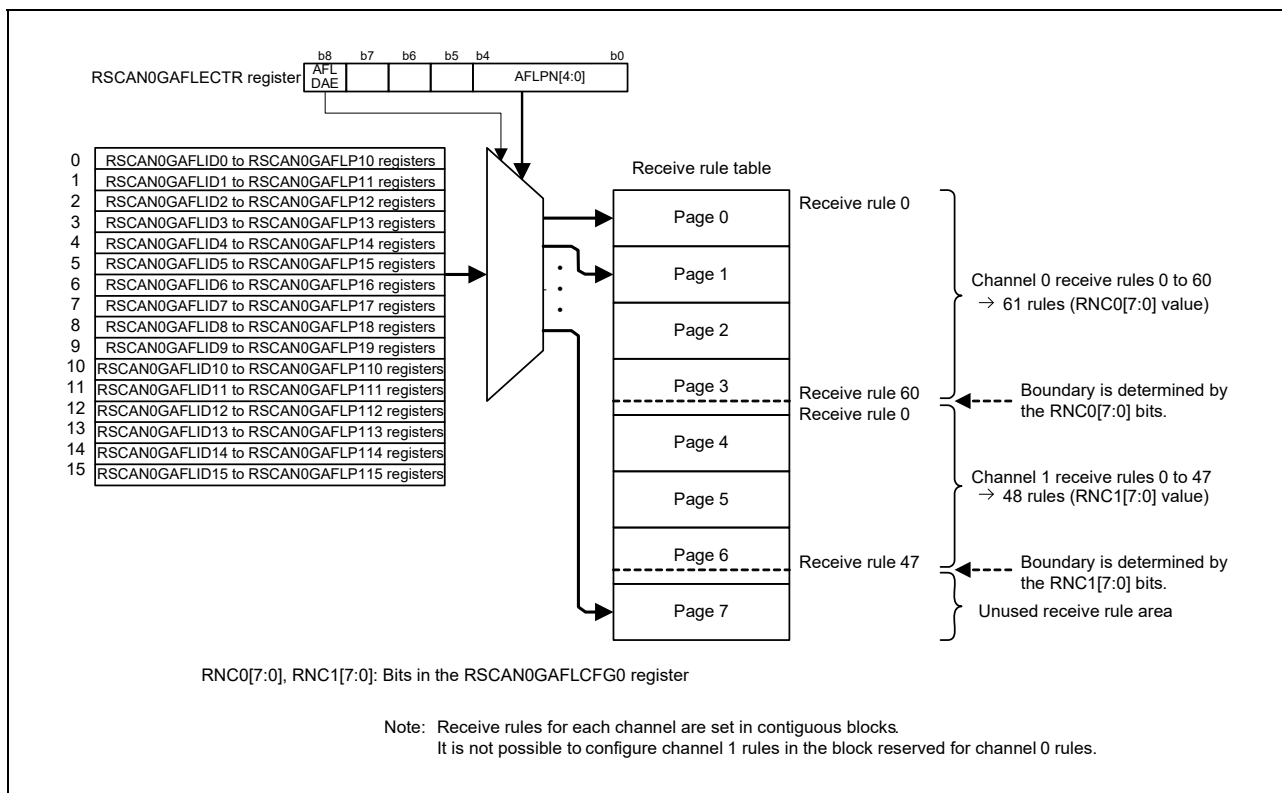 b8 b7 b6 b5 b4 b0
RSCAN0GAFLECTR register
AFL
DAE
AFLPN[4:0]
0 RSCAN0GAFLID0 to RSCAN0GAFLP10 registers
1 RSCAN0GAFLID1 to RSCAN0GAFLP11 registers
2 RSCAN0GAFLID2 to RSCAN0GAFLP12 registers
3 RSCAN0GAFLID3 to RSCAN0GAFLP13 registers
4 RSCAN0GAFLID4 to RSCAN0GAFLP14 registers
5 RSCAN0GAFLID5 to RSCAN0GAFLP15 registers
6 RSCAN0GAFLID6 to RSCAN0GAFLP16 registers
7 RSCAN0GAFLID7 to RSCAN0GAFLP17 registers
8 RSCAN0GAFLID8 to RSCAN0GAFLP18 registers
9 RSCAN0GAFLID9 to RSCAN0GAFLP19 registers
10 RSCAN0GAFLID10 to RSCAN0GAFLP110 registers
11 RSCAN0GAFLID11 to RSCAN0GAFLP111 registers
12 RSCAN0GAFLID12 to RSCAN0GAFLP112 registers
13 RSCAN0GAFLID13 to RSCAN0GAFLP113 registers
14 RSCAN0GAFLID14 to RSCAN0GAFLP114 registers
15 RSCAN0GAFLID15 to RSCAN0GAFLP115 registers
Receive rule table
Page 0
Page 1
Page 2
Page 3
Page 4
Page 5
Page 6
Page 7
Receive rule 0
Receive rule 60
Receive rule 0
Receive rule 47
Channel 0 receive rules 0 to 60
→ 61 rules (RNC0[7:0] value)
Boundary is determined by
the RNC0[7:0] bits.
Channel 1 receive rules 0 to 47
→ 48 rules (RNC1[7:0] value)
Boundary is determined by
the RNC1[7:0] bits.
Unused receive rule area
RNC0[7:0], RNC1[7:0]: Bits in the RSCAN0GAFLCFG0 register
Note: Receive rules for each channel are set in contiguous blocks.
It is not possible to configure channel 1 rules in the block reserved for channel 0 rules.